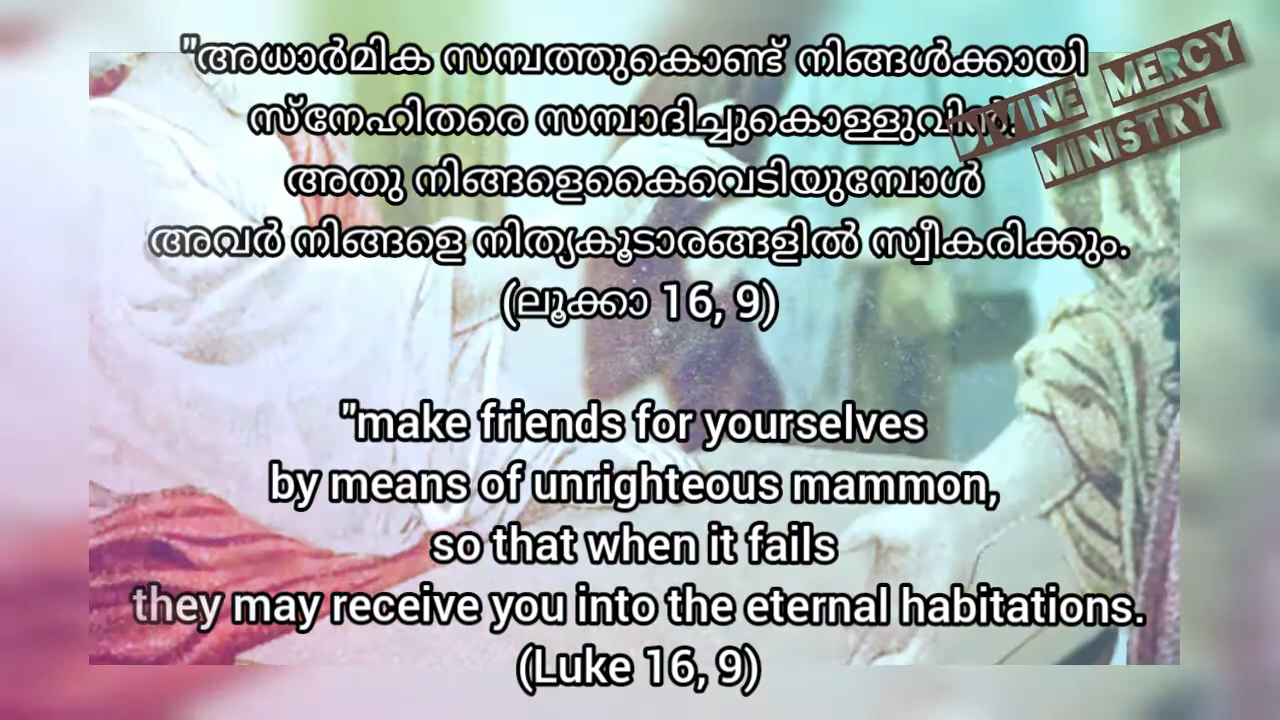 "അധാർമിക സമ്പത്തുകൊണ്ട് നിങ്ങൾക്കായി
സ്നേഹിതരെ സമ്പാദിച്ചുകൊള്ളുവിൻ.
അതു നിങ്ങളെകൈവെടിയുമ്പോൾ
അവർ നിങ്ങളെ നിത്യകൂടാരങ്ങളിൽ സ്വീകരിക്കും.
(ലൂക്കാ 16, 9)
"make friends for yourselves
by means of unrighteous mammon,
so that when it fails
they may receive you into the eternal habitations.
(Luke 16, 9)
DIVINE MERCY
MINISTRY